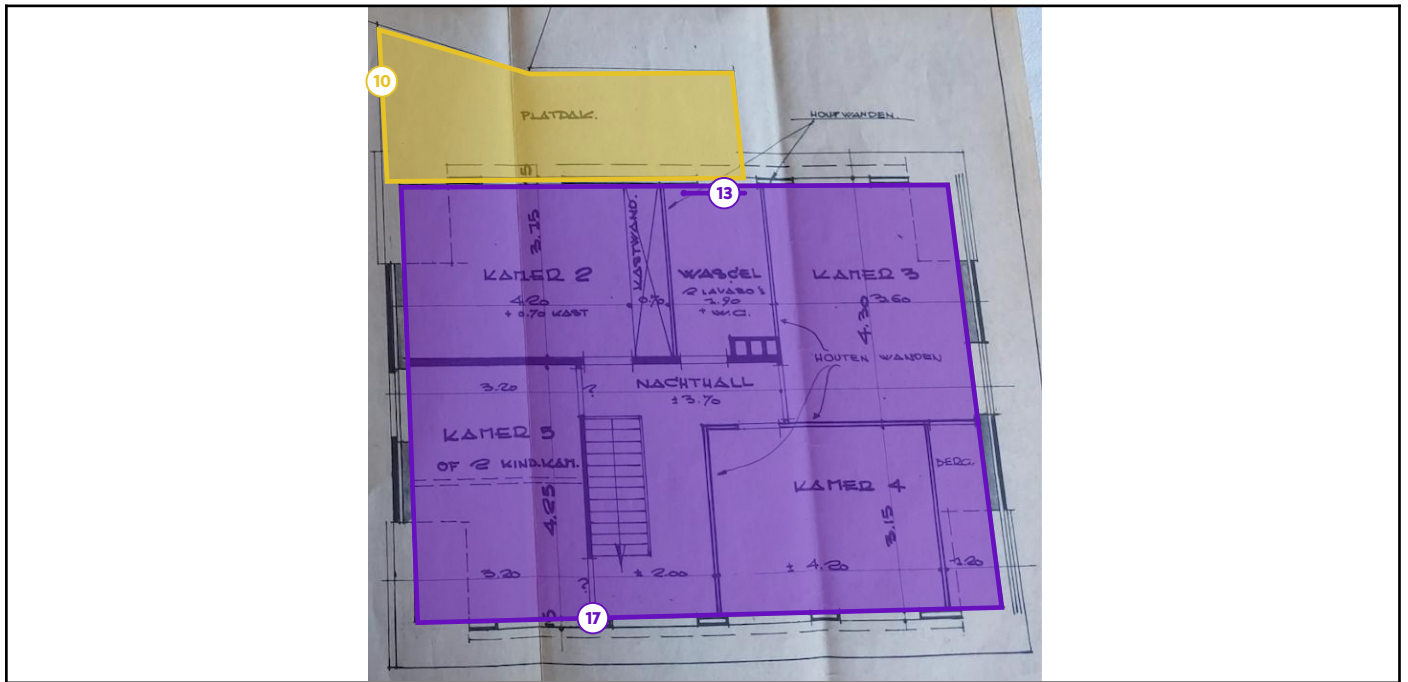 10
PLATDAK.
HOUTWANDEN.
13
3.75
KASTWAND.
KAMER 2
4.20
+ 0.70 KAST
0.70
WASCEL
2 LAVABO'S
1.90
+ W.C.
KAMER 3
3.60
4.30
HOUTEN WANDEN
3.20
?
NACHTHALL
± 3.70
KAMER 5
OF 2 KIND.KAM.
4.25
KAMER 4
BERG.
3.15
3.20
?
± 2.00
± 4.20
1.20
17